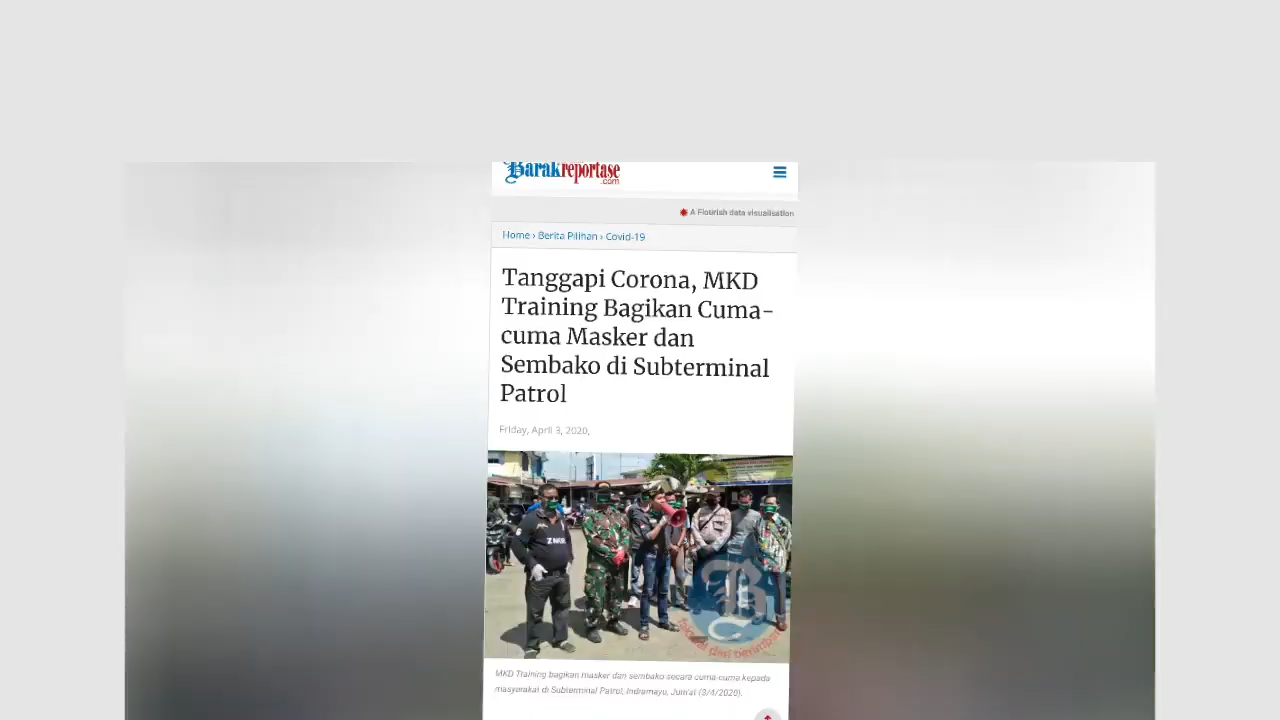 Barakreportase
.com
A Flourish data visualisation
Home › Berita Pilihan › Covid-19
Tanggapi Corona, MKD
Training Bagikan Cuma-
cuma Masker dan
Sembako di Subterminal
Patrol
Friday, April 3, 2020,
B
MKD Training bagikan masker dan sembako secara cuma-cuma kepada
masyarakat di Subterminal Patrol, Indramayu, Jum'at (3/4/2020).